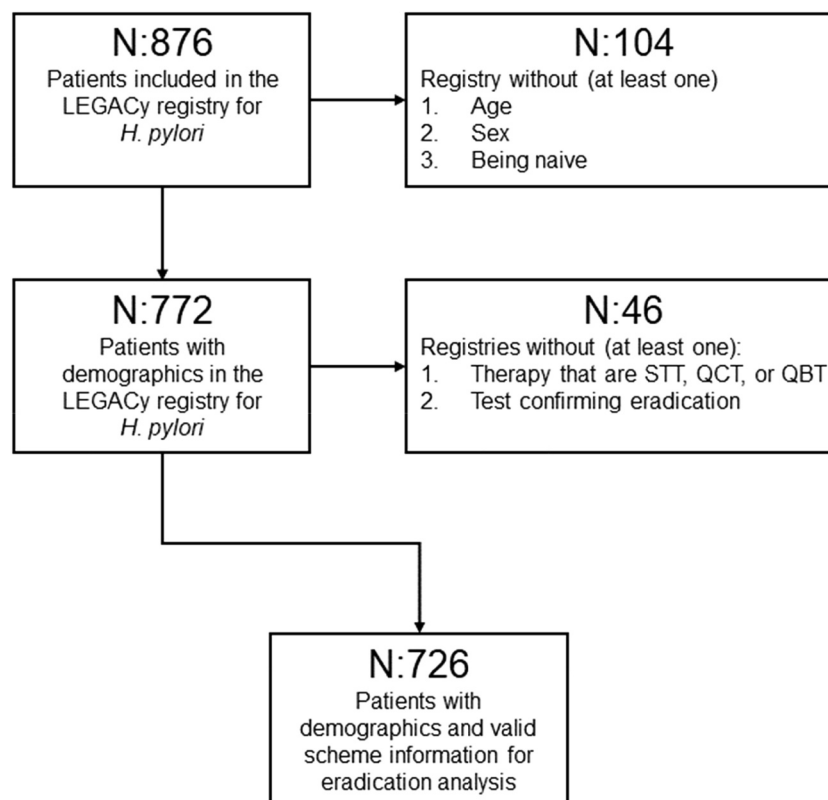 N:876
Patients included in the
LEGACy registry for
H. pylori
N:104
Registry without (at least one)
1. Age
2. Sex
3. Being naive
N:772
Patients with
demographics in the
LEGACy registry for
H. pylori
N:46
Registries without (at least one):
1. Therapy that are STT, QCT, or QBT
2. Test confirming eradication
N:726
Patients with
demographics and valid
scheme information for
eradication analysis